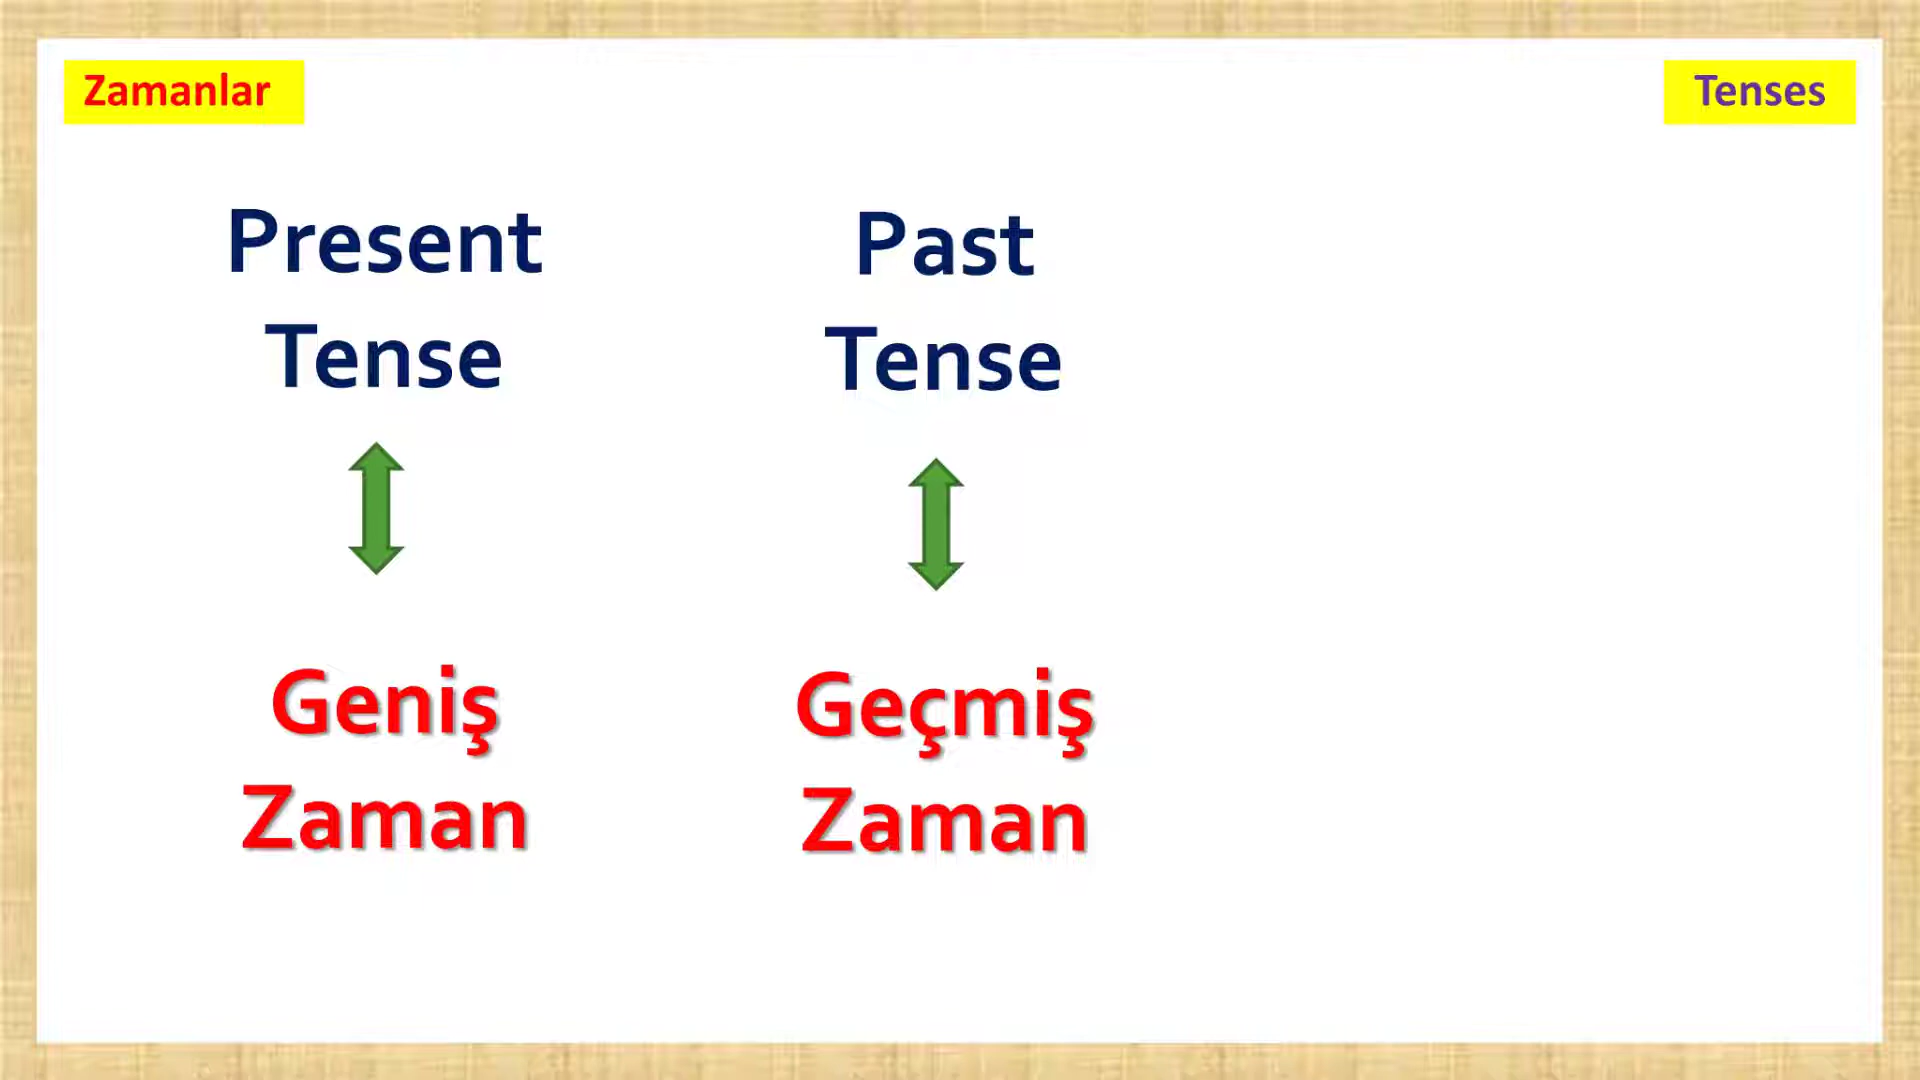 Zamanlar
Tenses
Present
Tense
Past
Tense
Geniş
Zaman
Geçmiş
Zaman